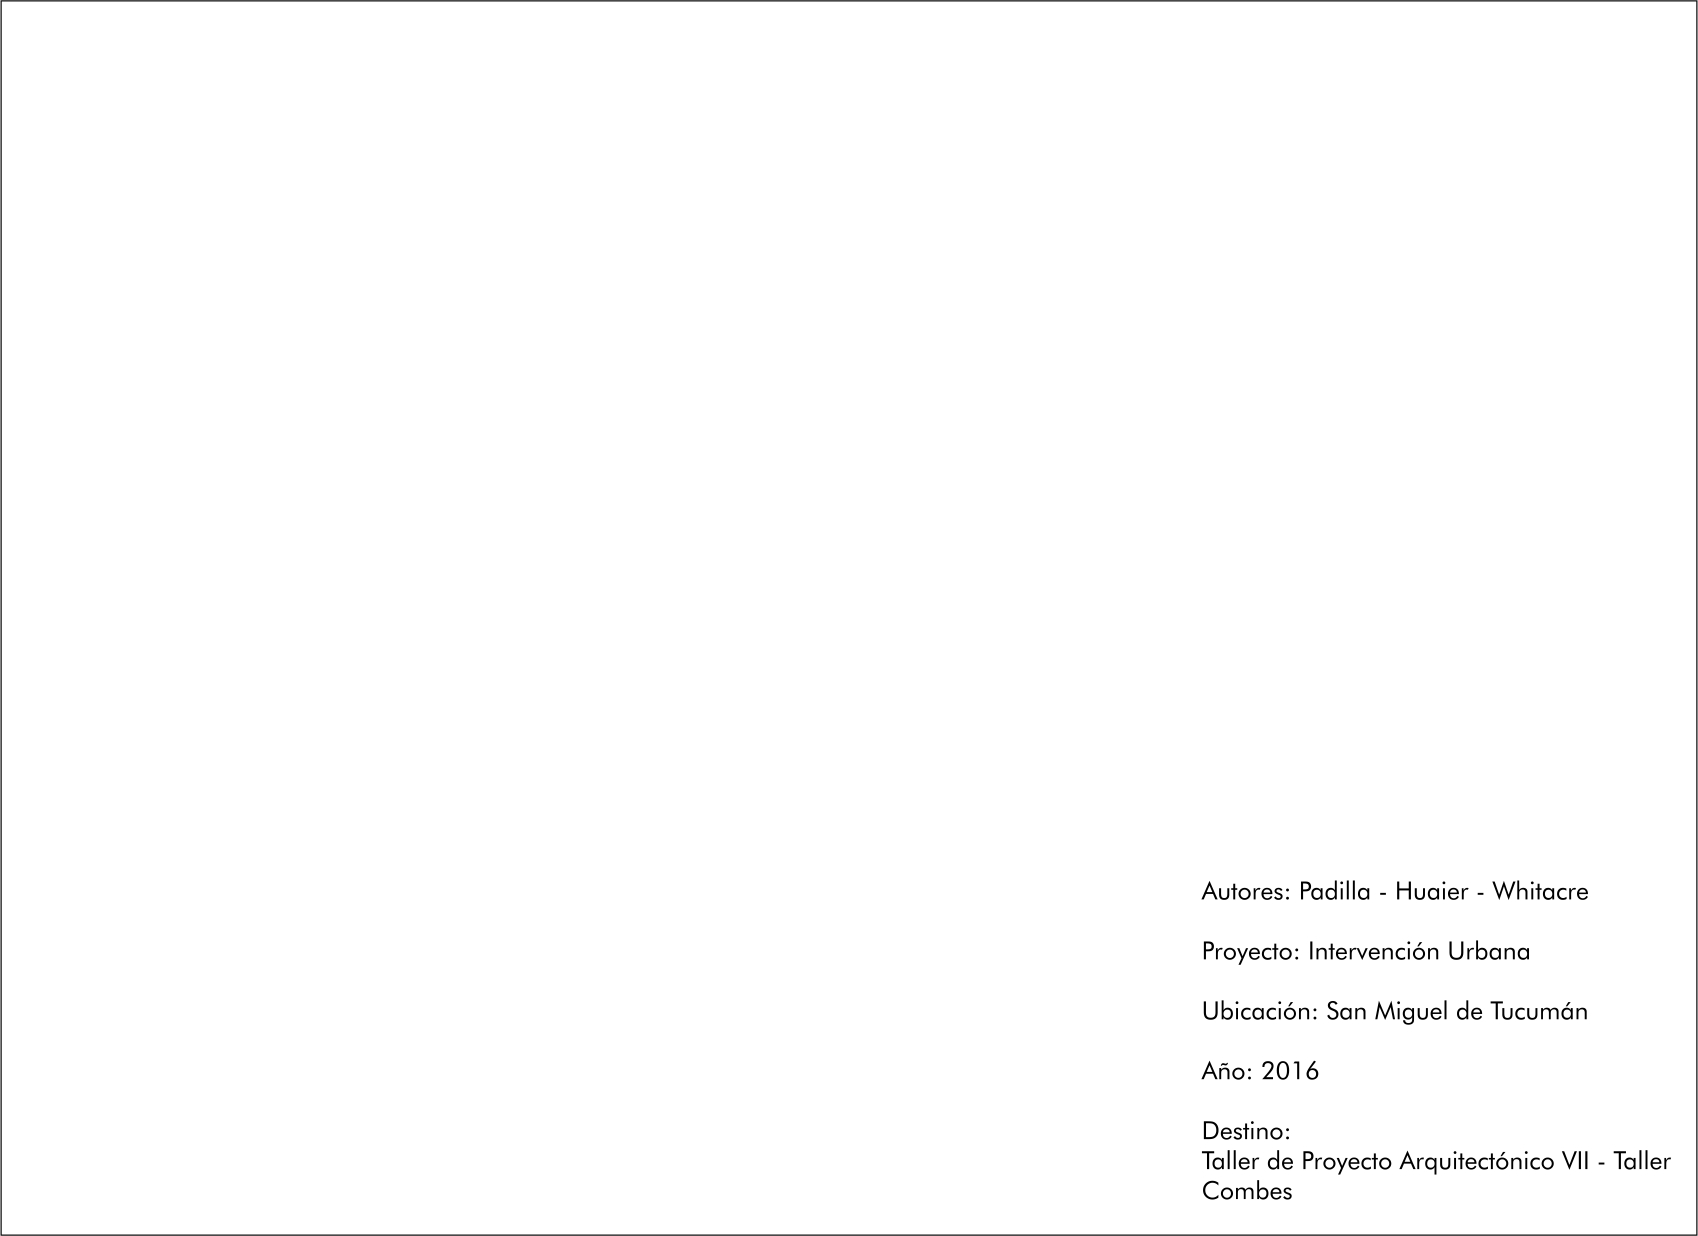 Autores: Padilla - Huaier - Whitacre
Proyecto: Intervención Urbana
Ubicación: San Miguel de Tucumán
Año: 2016
Destino:
Taller de Proyecto Arquitectónico VII - Taller
Combes